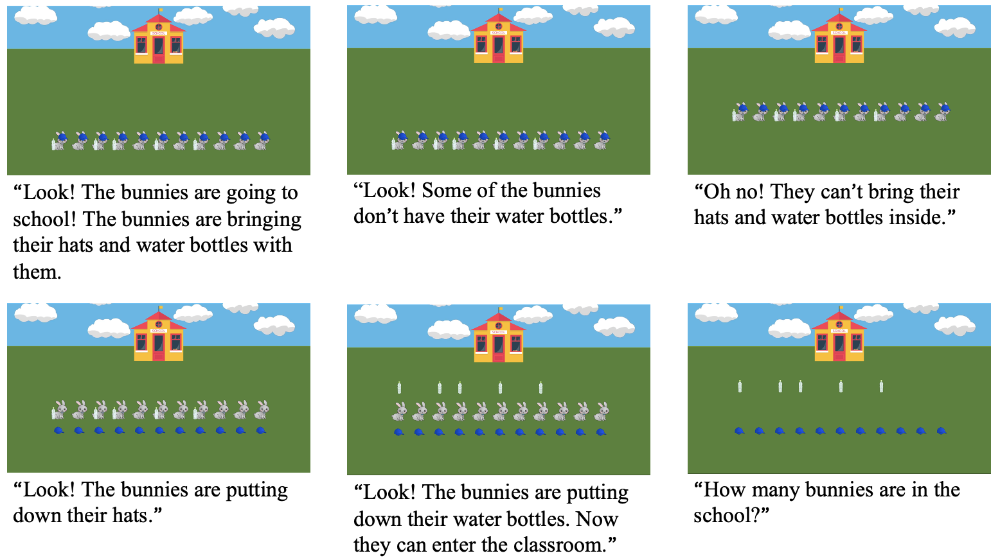 SCHOOL
SCHOOL
SCHOOL
“Look! The bunnies are going to
school! The bunnies are bringing
their hats and water bottles with
them.
“Look! Some of the bunnies
don’t have their water bottles.”
“Oh no! They can’t bring their
hats and water bottles inside.”
SCHOOL
SCHOOL
SCHOOL
“Look! The bunnies are putting
down their hats.”
“Look! The bunnies are putting
down their water bottles. Now
they can enter the classroom.”
“How many bunnies are in the
school?”